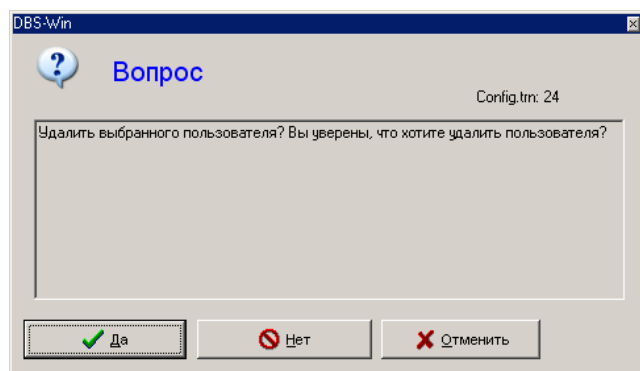 DBS-Win
Вопрос
Config.trn: 24
Удалить выбранного пользователя? Вы уверены, что хотите удалить пользователя?
Да
Нет
Отменить